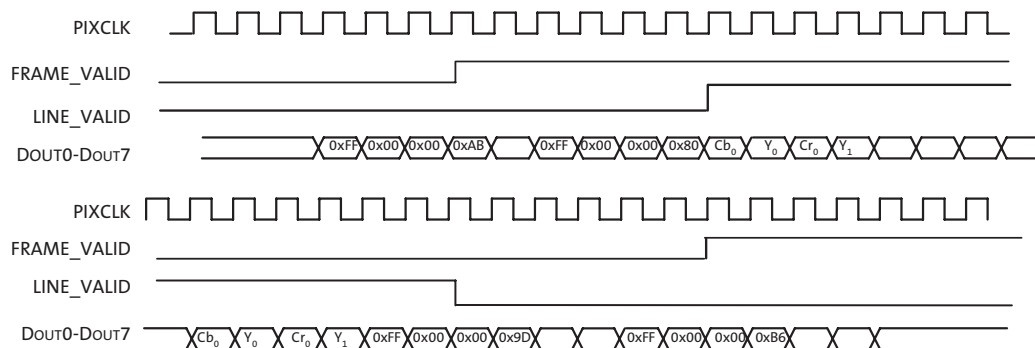 PIXCLK
FRAME_VALID
LINE_VALID
DOUT0-DOUT7 0xFF 0x00 0x00 0xAB 0xFF 0x00 0x00 0x80 Cb0 Y0 Cr0 Y1
PIXCLK
FRAME_VALID
LINE_VALID
DOUT0-DOUT7 Cb0 Y0 Cr0 Y1 0xFF 0x00 0x00 0x9D 0xFF 0x00 0x00 0xB6